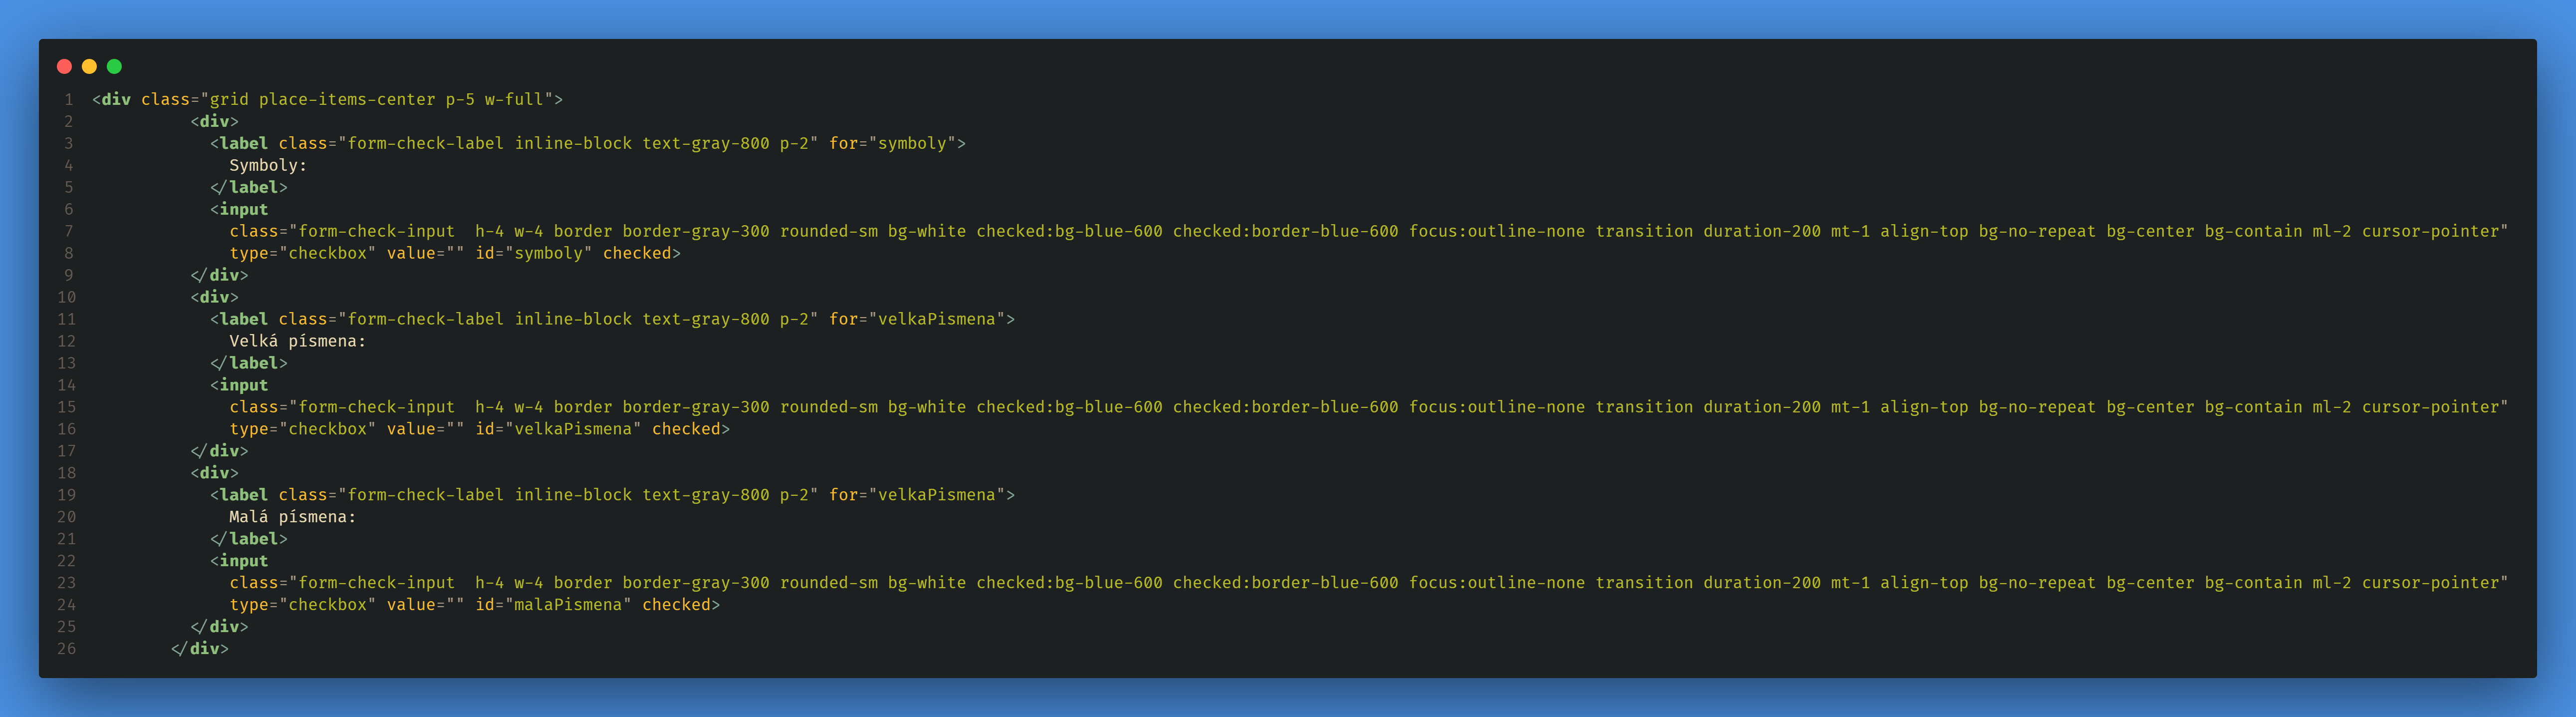 1 <div class="grid place-items-center p-5 w-full">
2 <div>
3 <label class="form-check-label inline-block text-gray-800 p-2" for="symboly">
4 Symboly:
5 </label>
6 <input
7 class="form-check-input  h-4 w-4 border border-gray-300 rounded-sm bg-white checked:bg-blue-600 checked:border-blue-600 focus:outline-none transition duration-200 mt-1 align-top bg-no-repeat bg-center bg-contain ml-2 cursor-pointer"
8 type="checkbox" value="" id="symboly" checked>
9 </div>
10 <div>
11 <label class="form-check-label inline-block text-gray-800 p-2" for="velkaPismena">
12 Velká písmena:
13 </label>
14 <input
15 class="form-check-input  h-4 w-4 border border-gray-300 rounded-sm bg-white checked:bg-blue-600 checked:border-blue-600 focus:outline-none transition duration-200 mt-1 align-top bg-no-repeat bg-center bg-contain ml-2 cursor-pointer"
16 type="checkbox" value="" id="velkaPismena" checked>
17 </div>
18 <div>
19 <label class="form-check-label inline-block text-gray-800 p-2" for="velkaPismena">
20 Malá písmena:
21 </label>
22 <input
23 class="form-check-input  h-4 w-4 border border-gray-300 rounded-sm bg-white checked:bg-blue-600 checked:border-blue-600 focus:outline-none transition duration-200 mt-1 align-top bg-no-repeat bg-center bg-contain ml-2 cursor-pointer"
24 type="checkbox" value="" id="malaPismena" checked>
25 </div>
26 </div>